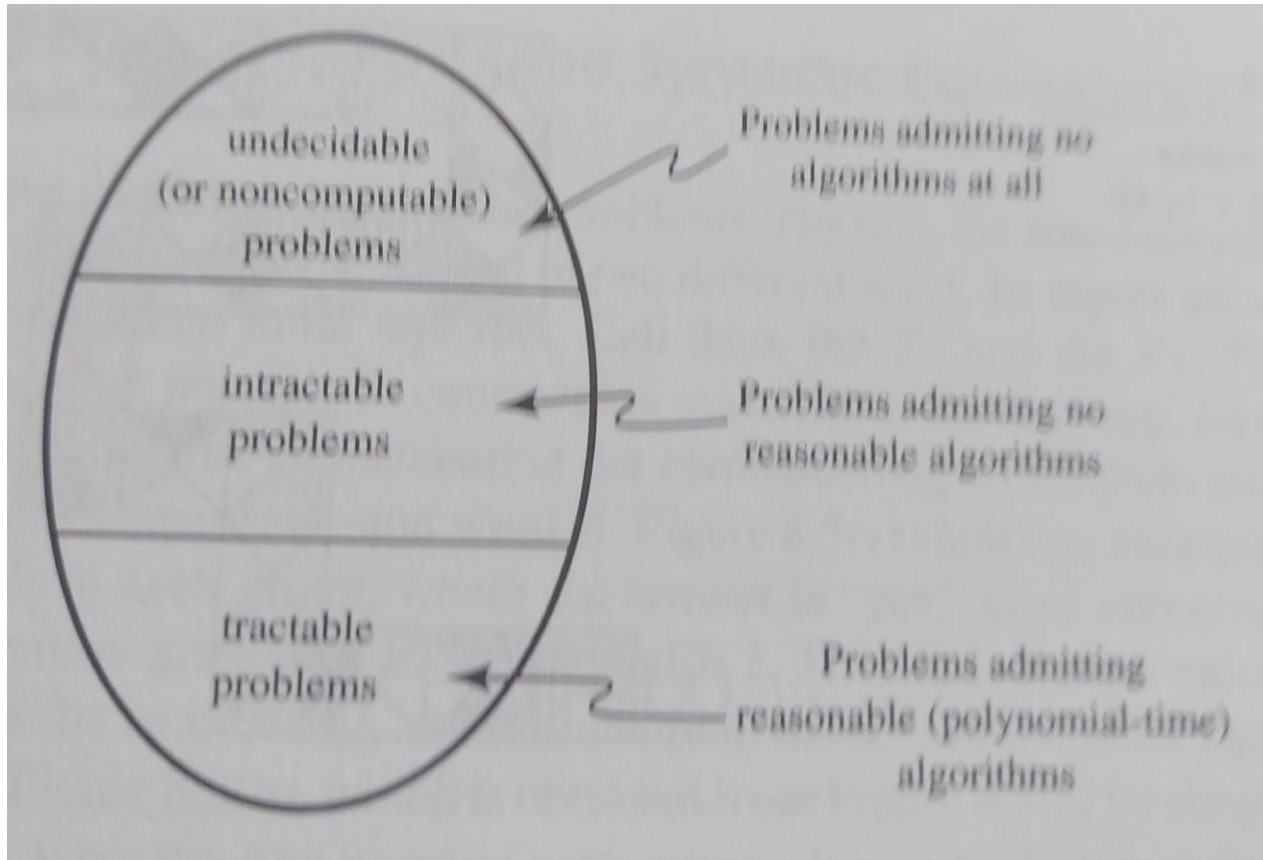 undecidable
(or noncomputable)
problems
Problems admitting no
algorithms at all
intractable
problems
Problems admitting no
reasonable algorithms
tractable
problems
Problems admitting
reasonable (polynomial-time)
algorithms